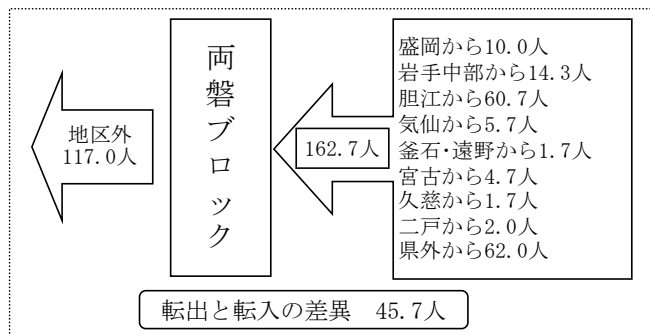 地区外
117.0人
両磐ブロック
162.7人
盛岡から10.0人
岩手中部から14.3人
胆江から60.7人
気仙から5.7人
釜石・遠野から1.7人
宮古から4.7人
久慈から1.7人
二戸から2.0人
県外から62.0人
転出と転入の差異　45.7人